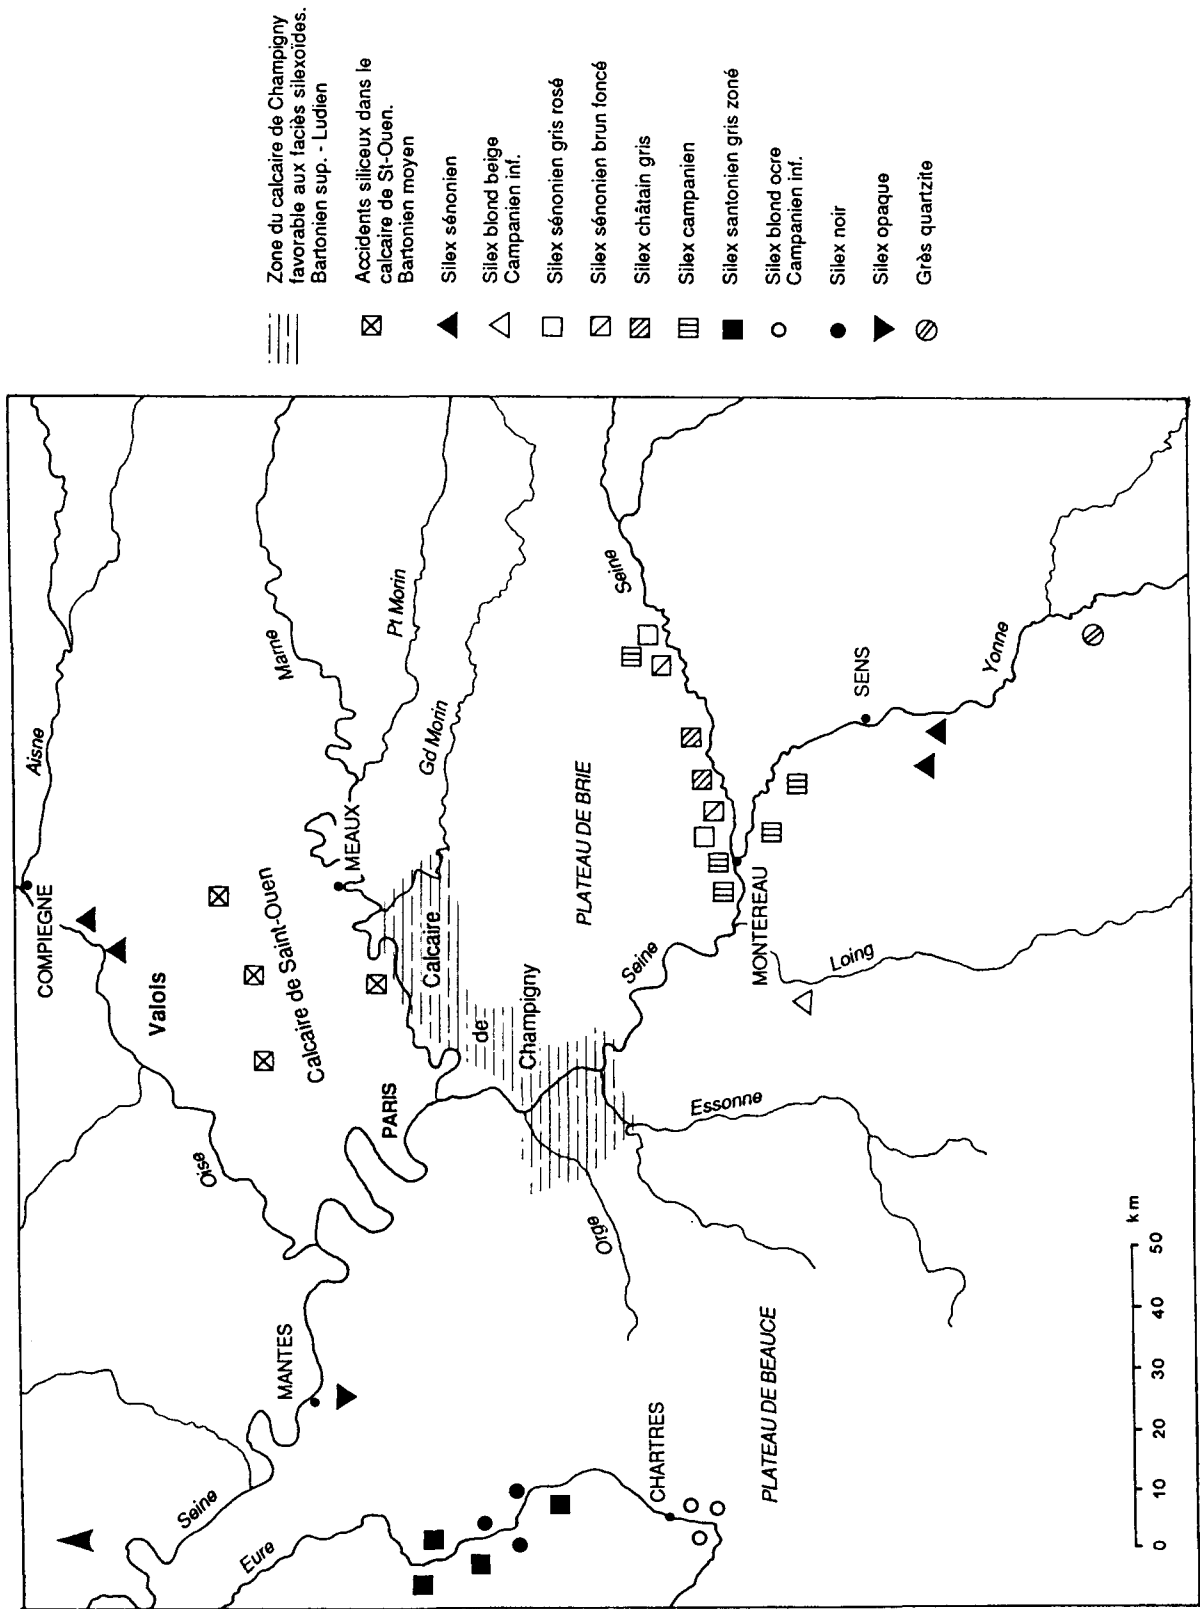 Zone du calcaire de Champigny
favorable aux faciès silexoïdes.
Bartonien sup. - Ludien
Accidents siliceux dans le
calcaire de St-Ouen.
Bartonien moyen
Silex sénonien
Silex blond beige
Campanien inf.
Silex sénonien gris rosé
Silex sénonien brun foncé
Silex châtain gris
Silex campanien
Silex santonien gris zoné
Silex blond ocre
Campanien inf.
Silex noir
Silex opaque
Grès quartzite
COMPIEGNE
Aisne
Valois
Oise
Calcaire de Saint-Ouen
MEAUX
Marne
Pt Morin
Gd Morin
Calcaire
de
Champigny
PARIS
MANTES
Seine
Eure
CHARTRES
PLATEAU DE BEAUCE
Orge
Essonne
Seine
PLATEAU DE BRIE
Seine
MONTEREAU
Loing
SENS
Yonne
km
0 10 20 30 40 50